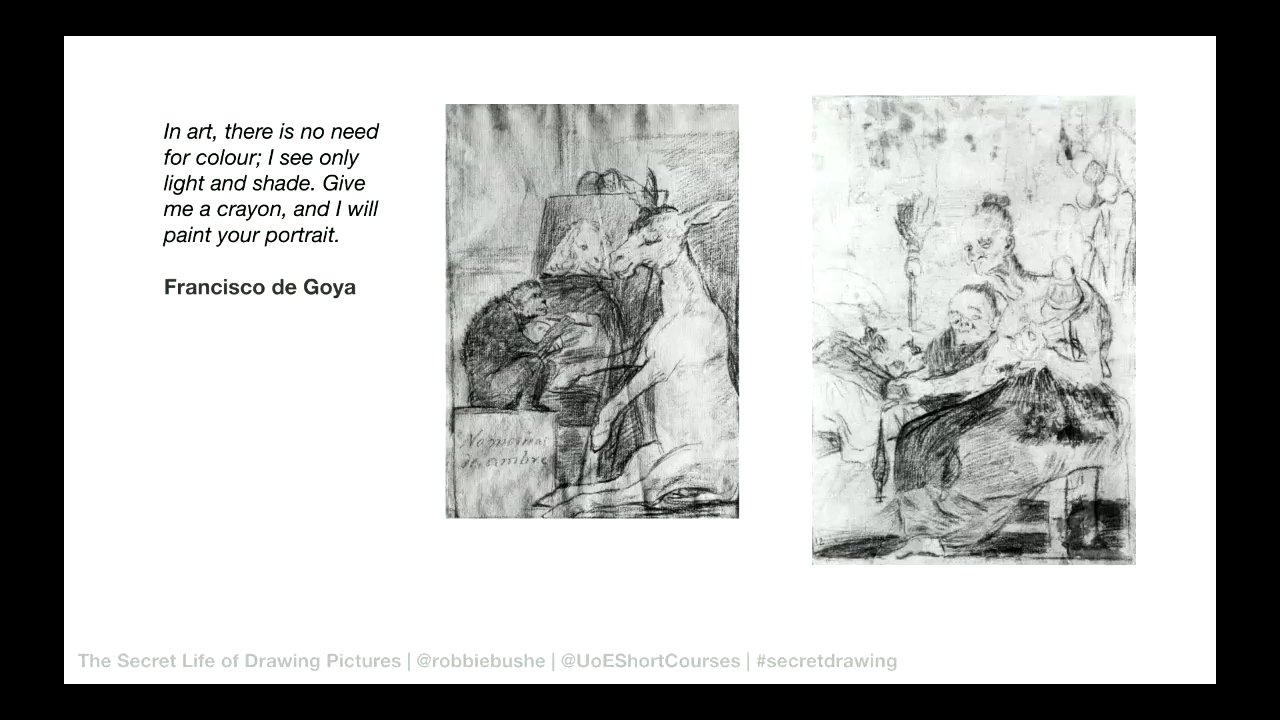 In art, there is no need
for colour; I see only
light and shade. Give
me a crayon, and I will
paint your portrait.
Francisco de Goya
The Secret Life of Drawing Pictures | @robbiebushe | @UoEShortCourses | #secretdrawing